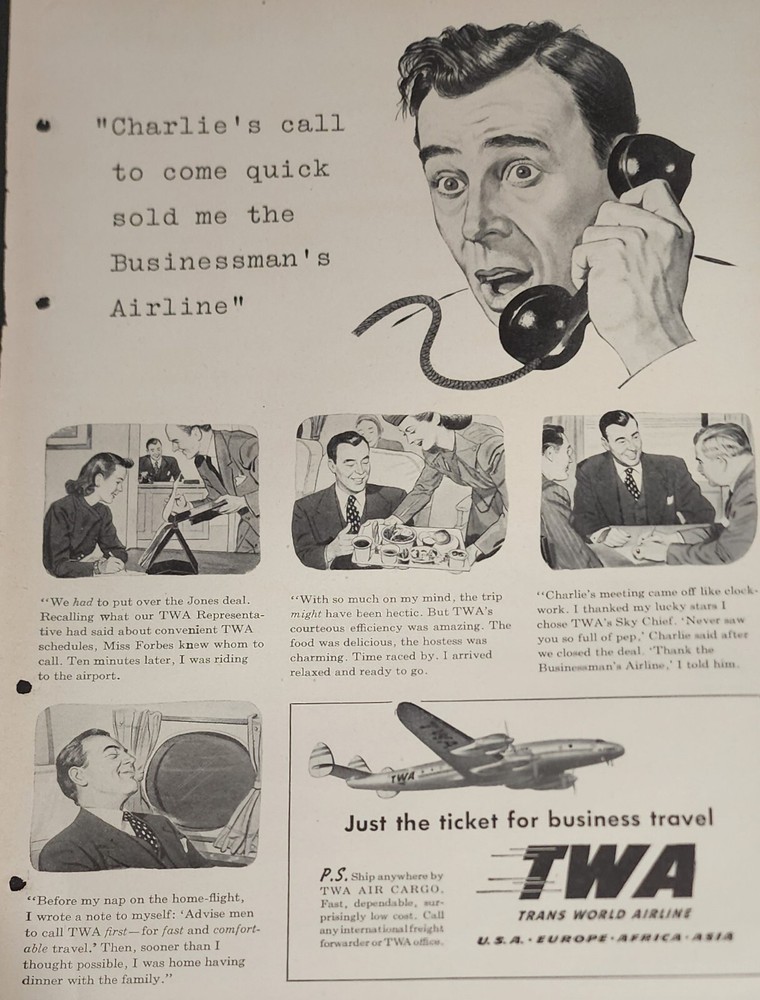 "Charlie's call
to come quick
sold me the
Businessman's
Airline"
"We had to put over the Jones deal.
Recalling what our TWA Representa-
tive had said about convenient TWA
schedules, Miss Forbes knew whom to
call. Ten minutes later, I was riding
to the airport.
"With so much on my mind, the trip
might have been hectic. But TWA's
courteous efficiency was amazing. The
food was delicious, the hostess was
charming. Time raced by. I arrived
relaxed and ready to go.
"Charlie's meeting came off like clock-
work. I thanked my lucky stars I
chose TWA's Sky Chief. 'Never saw
you so full of pep,' Charlie said after
we closed the deal. 'Thank the
Businessman's Airline,' I told him.
"Before my nap on the home-flight,
I wrote a note to myself: 'Advise men
to call TWA first—for fast and comfort-
able travel.' Then, sooner than I
thought possible, I was home having
dinner with the family."
TWA
TWA
Just the ticket for business travel
P.S. Ship anywhere by
TWA AIR CARGO.
Fast, dependable, sur-
prisingly low cost. Call
any international freight
forwarder or TWA office.
TWA
TRANS WORLD AIRLINE
U.S.A. · EUROPE · AFRICA · ASIA